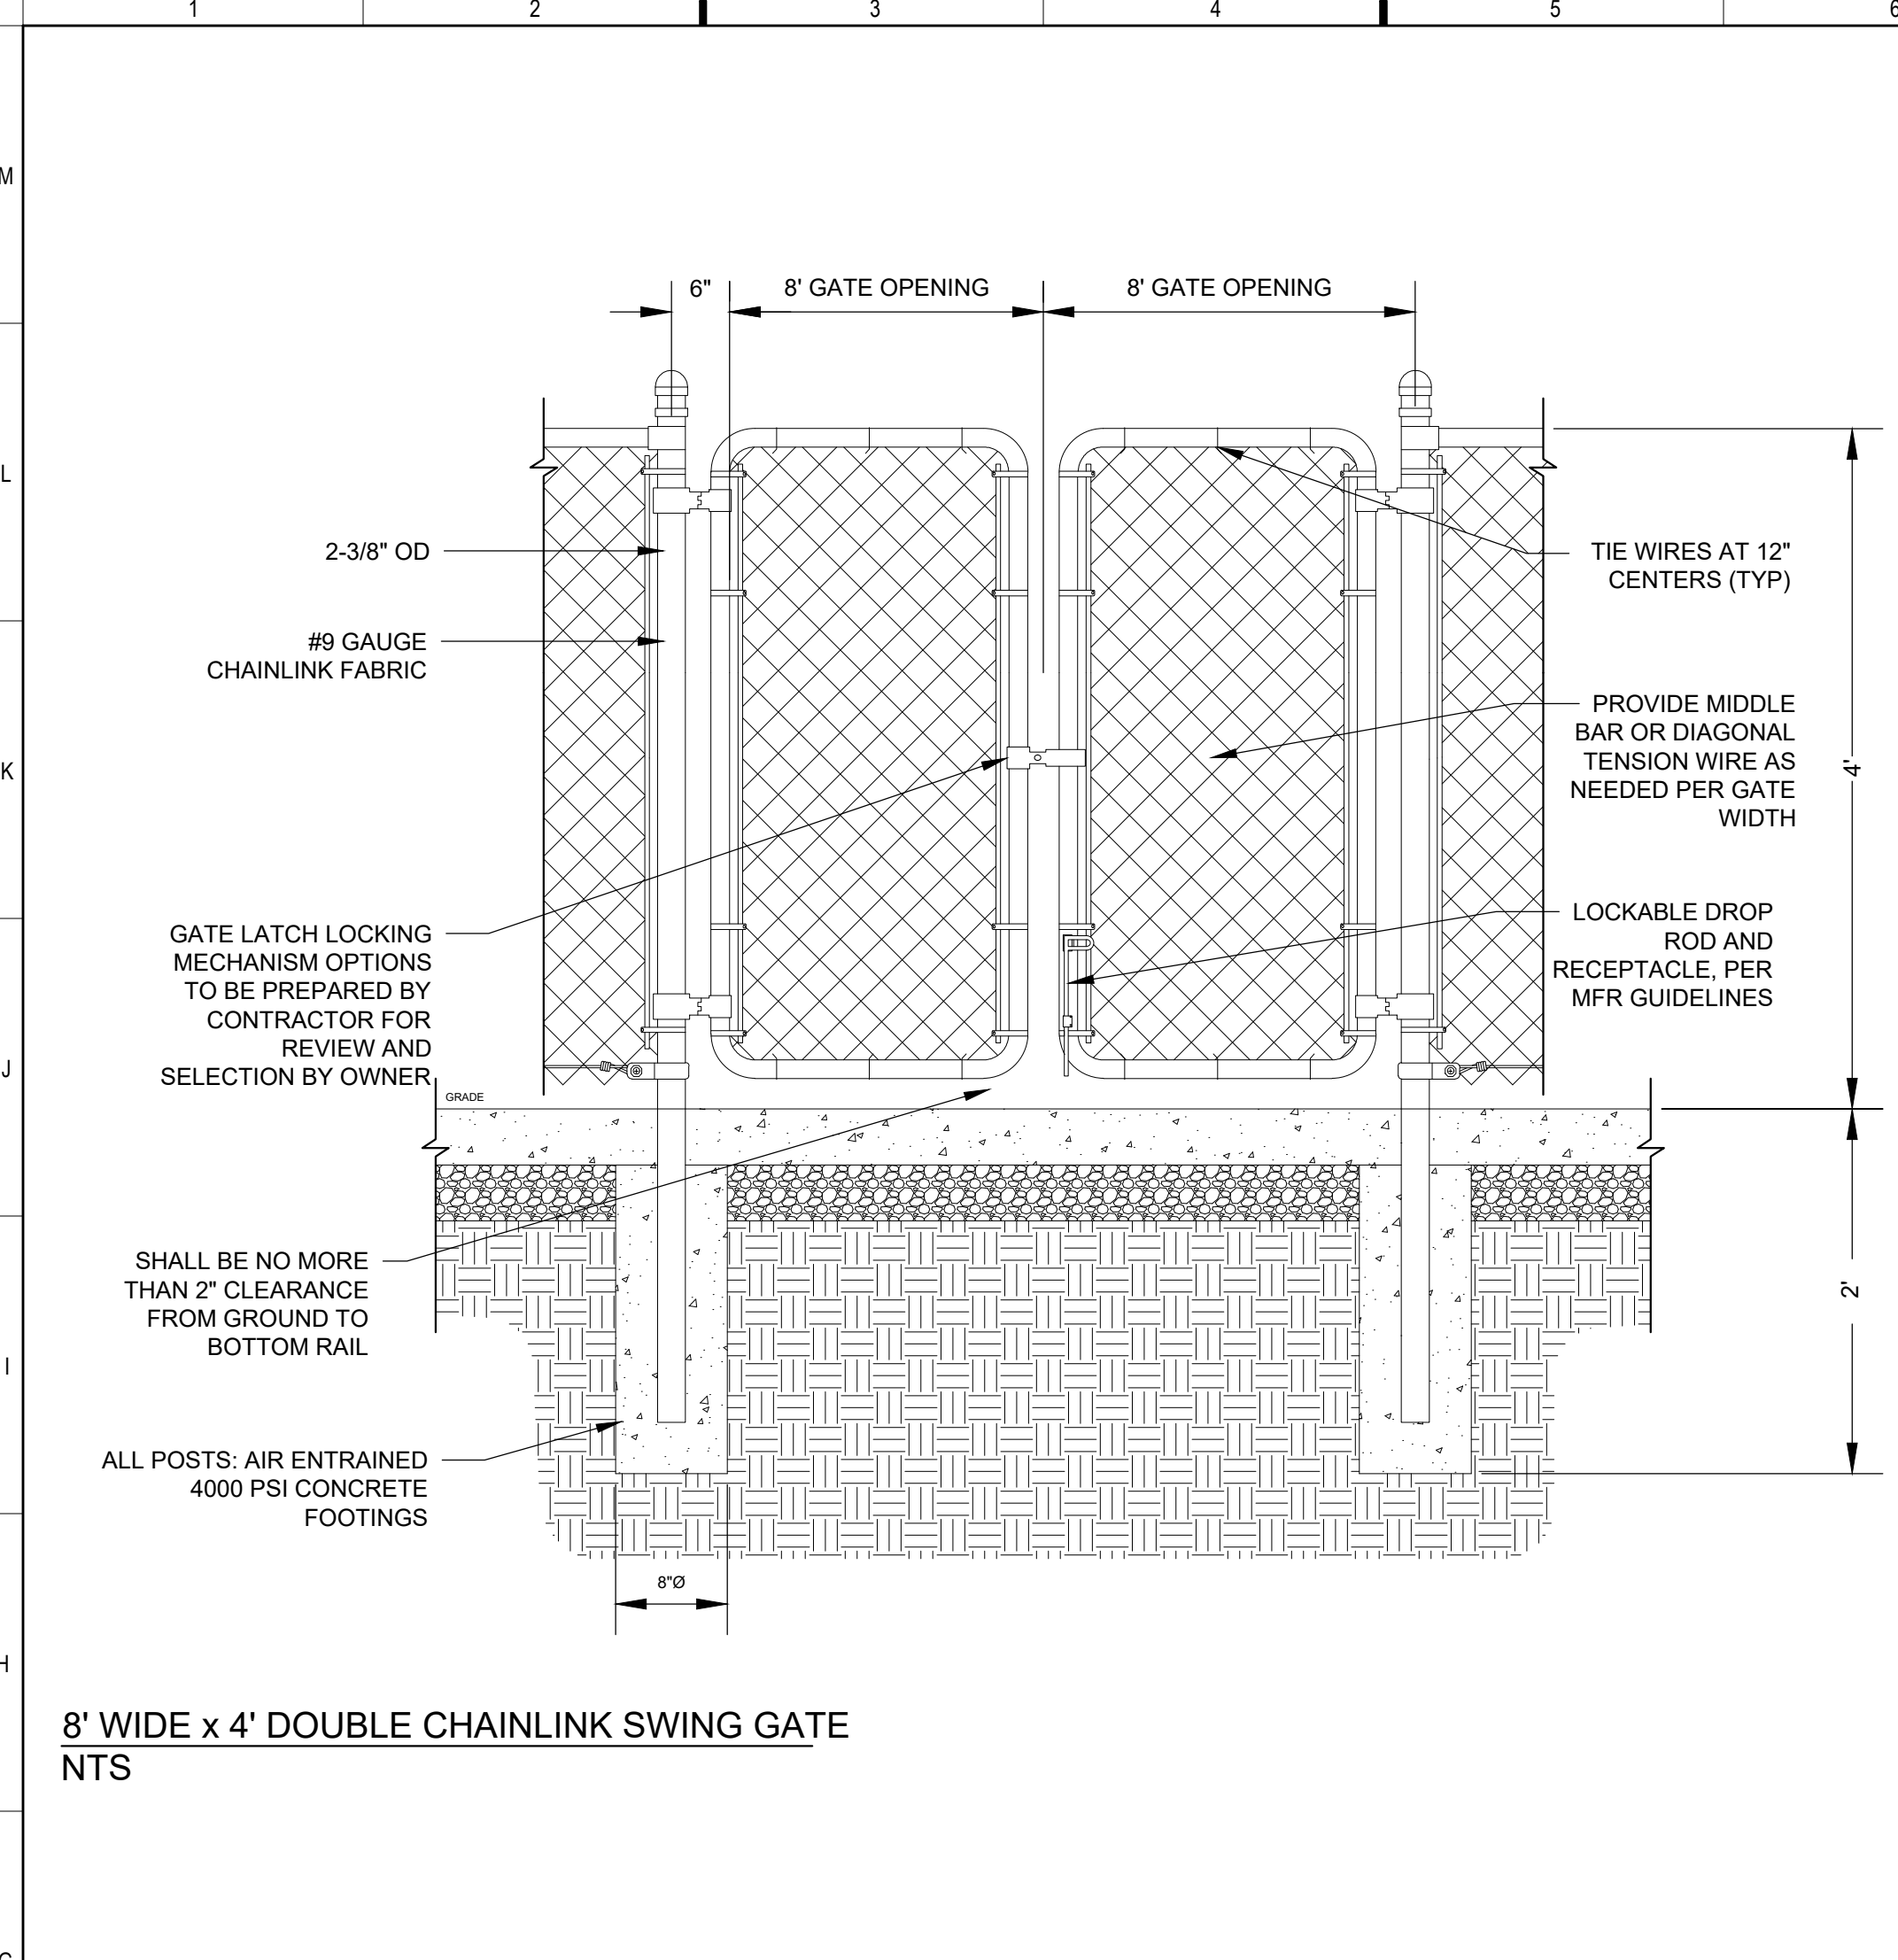 1 2 3 4 5 6
M
L
K
J
I
H
6" 8' GATE OPENING 8' GATE OPENING
2-3/8" OD
#9 GAUGE
CHAINLINK FABRIC
GATE LATCH LOCKING
MECHANISM OPTIONS
TO BE PREPARED BY
CONTRACTOR FOR
REVIEW AND
SELECTION BY OWNER
GRADE
SHALL BE NO MORE
THAN 2" CLEARANCE
FROM GROUND TO
BOTTOM RAIL
ALL POSTS: AIR ENTRAINED
4000 PSI CONCRETE
FOOTINGS
8"Ø
TIE WIRES AT 12"
CENTERS (TYP)
PROVIDE MIDDLE
BAR OR DIAGONAL
TENSION WIRE AS
NEEDED PER GATE
WIDTH
LOCKABLE DROP
ROD AND
RECEPTACLE, PER
MFR GUIDELINES
4'
2'
8' WIDE x 4' DOUBLE CHAINLINK SWING GATE
NTS